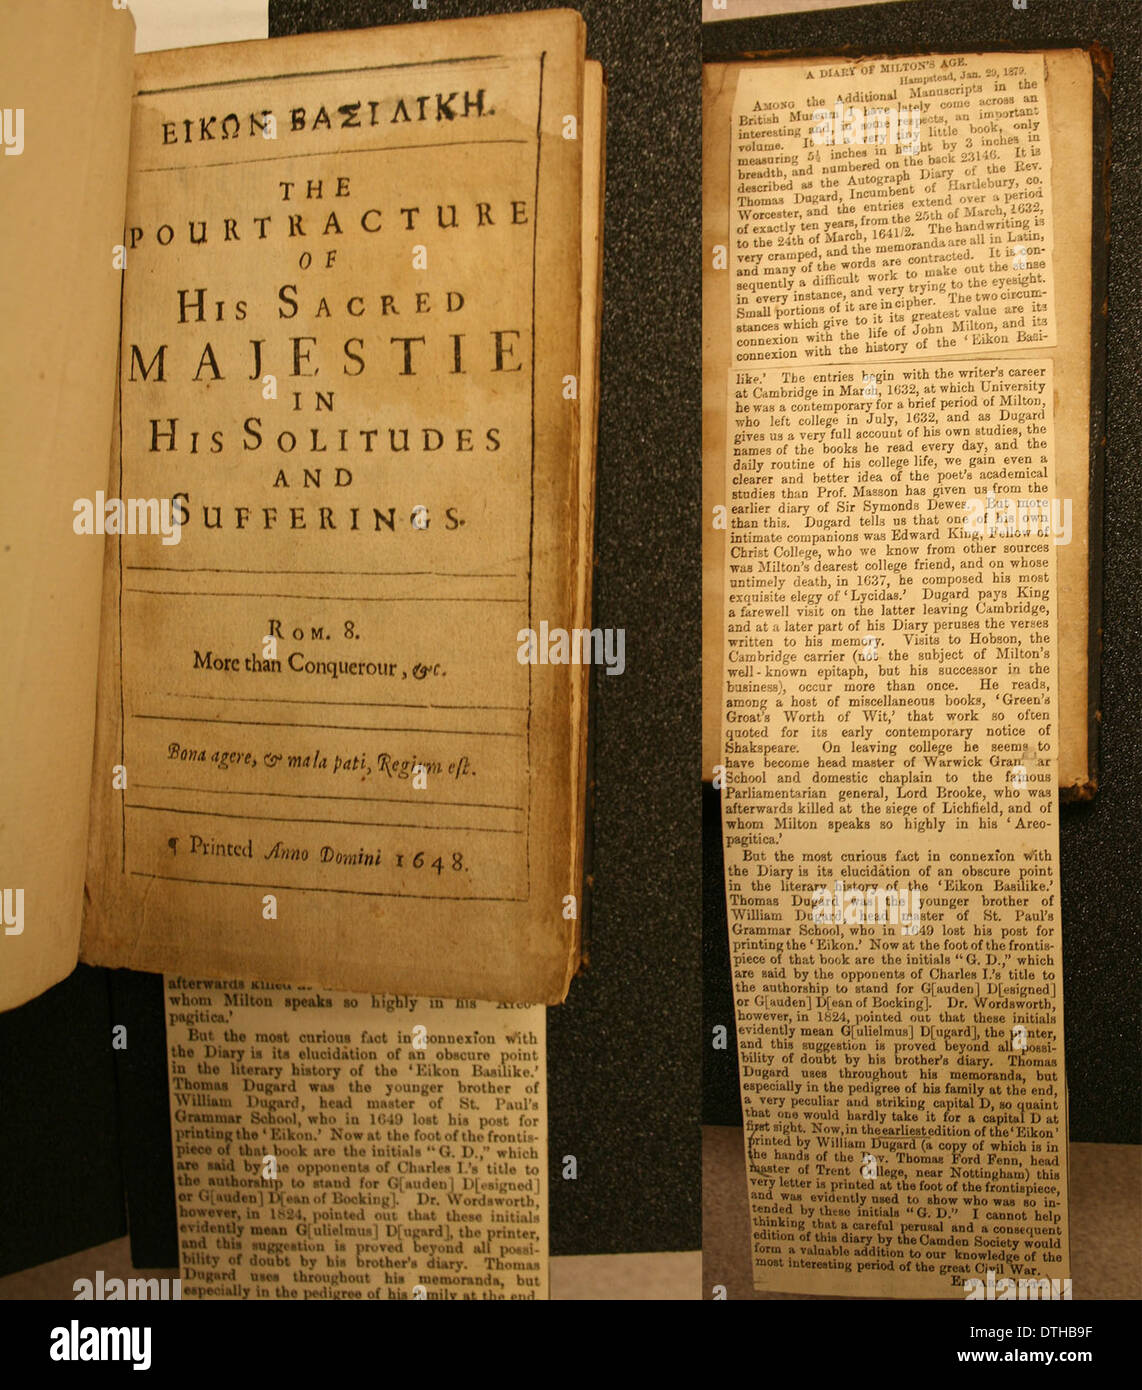 ΕΙΚΩΝ ΒΑΣΙΛΙΚΗ.
THE
POURTRACTURE
OF
HIS SACRED
MAJESTIE
IN
HIS SOLITUDES
AND
SUFFERINGS.
ROM. 8.
More than Conquerour, &c.
Bona agere, & mala pati, Regium est.
¶ Printed Anno Domini 1648.
afterwards killed at
whom Milton speaks so highly in his 'Areo-
pagitica.'
But the most curious fact in connexion with
the Diary is its elucidation of an obscure point
in the literary history of the 'Eikon Basilike.'
Thomas Dugard was the younger brother of
William Dugard, head master of St. Paul's
Grammar School, who in 1649 lost his post for
printing the 'Eikon.' Now at the foot of the frontis-
piece of that book are the initials "G. D.," which
are said by the opponents of Charles I.'s title to
the authorship to stand for G[auden] D[esigned]
or G[auden] D[ean of Bocking]. Dr. Wordsworth,
however, in 1824, pointed out that these initials
evidently mean G[ulielmus] D[ugard], the printer,
and this suggestion is proved beyond all possi-
bility of doubt by his brother's diary. Thomas
Dugard uses throughout his memoranda, but
especially in the pedigree of his family at the end
A DIARY OF MILTON'S AGE.
Hampstead, Jan. 29, 1879.
AMONG the Additional Manuscripts in the
British Museum I have lately come across an
interesting and, in some respects, an important
volume. It is a very tiny little book, only
measuring 5½ inches in height by 3 inches in
breadth, and numbered on the back 23146. It is
described as the Autograph Diary of the Rev.
Thomas Dugard, Incumbent of Hartlebury, co.
Worcester, and the entries extend over a period
of exactly ten years, from the 25th of March, 1632,
to the 24th of March, 1641/2. The handwriting is
very cramped, and the memoranda are all in Latin,
and many of the words are contracted. It is con-
sequently a difficult work to make out the sense
in every instance, and very trying to the eyesight.
Small portions of it are in cipher. The two circum-
stances which give to it its greatest value are its
connexion with the life of John Milton, and its
connexion with the history of the 'Eikon Basi-
like.' The entries begin with the writer's career
at Cambridge in March, 1632, at which University
he was a contemporary for a brief period of Milton,
who left college in July, 1632, and as Dugard
gives us a very full account of his own studies, the
names of the books he read every day, and the
daily routine of his college life, we gain even a
clearer and better idea of the poet's academical
studies than Prof. Masson has given us from the
earlier diary of Sir Symonds Dewes. But more
than this. Dugard tells us that one of his own
intimate companions was Edward King, Fellow of
Christ College, who we know from other sources
was Milton's dearest college friend, and on whose
untimely death, in 1637, he composed his most
exquisite elegy of 'Lycidas.' Dugard pays King
a farewell visit on the latter leaving Cambridge,
and at a later part of his Diary peruses the verses
written to his memory. Visits to Hobson, the
Cambridge carrier (not the subject of Milton's
well-known epitaph, but his successor in the
business), occur more than once. He reads,
among a host of miscellaneous books, 'Green's
Groat's Worth of Wit,' that work so often
quoted for its early contemporary notice of
Shakspeare. On leaving college he seems to
have become head master of Warwick Gram ar
School and domestic chaplain to the famous
Parliamentarian general, Lord Brooke, who was
afterwards killed at the siege of Lichfield, and of
whom Milton speaks so highly in his 'Areo-
pagitica.'
But the most curious fact in connexion with
the Diary is its elucidation of an obscure point
in the literary history of the 'Eikon Basilike.'
Thomas Dugard was the younger brother of
William Dugard, head master of St. Paul's
Grammar School, who in 1649 lost his post for
printing the 'Eikon.' Now at the foot of the frontis-
piece of that book are the initials "G. D.," which
are said by the opponents of Charles I.'s title to
the authorship to stand for G[auden] D[esigned]
or G[auden] D[ean of Bocking]. Dr. Wordsworth,
however, in 1824, pointed out that these initials
evidently mean G[ulielmus] D[ugard], the printer,
and this suggestion is proved beyond all possi-
bility of doubt by his brother's diary. Thomas
Dugard uses throughout his memoranda, but
especially in the pedigree of his family at the end,
a very peculiar and striking capital D, so quaint
that one would hardly take it for a capital D at
first sight. Now, in the earliest edition of the 'Eikon'
printed by William Dugard (a copy of which is in
the hands of the Rev. Thomas Ford Fenn, head
master of Trent College, near Nottingham) this
very letter is printed at the foot of the frontispiece,
and was evidently used to show who was so in-
tended by these initials "G. D." I cannot help
thinking that a careful perusal and a consequent
edition of this diary by the Camden Society would
form a valuable addition to our knowledge of the
most interesting period of the great Civil War.
EDWARD SCOTT.
alamy
Image ID: DTHB9F
www.alamy.com